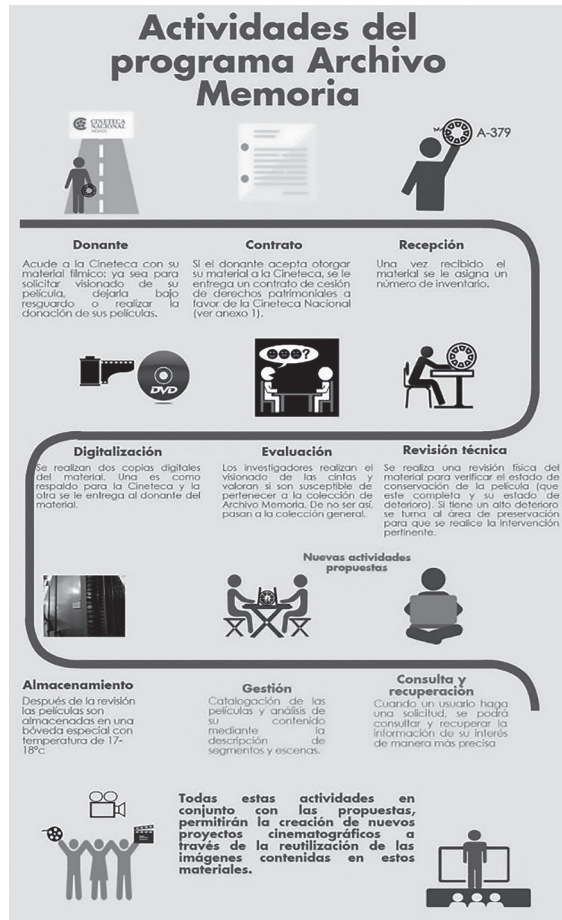 Actividades del
programa Archivo
Memoria
CINETECA
NACIONAL
MÉXICO
A-379
Donante
Acude a la Cineteca con su
material fílmico: ya sea para
solicitar visionado de su
película, dejarla bajo
resguardo o realizar la
donación de sus películas.
Contrato
Si el donante acepta otorgar
su material a la Cineteca, se le
entrega un contrato de cesión
de derechos patrimoniales a
favor de la Cineteca Nacional
(ver anexo 1).
Recepción
Una vez recibido el
material se le asigna un
número de inventario.
DVD
?
Digitalización
Se realizan dos copias digitales
del material. Una es como
respaldo para la Cineteca y la
otra se le entrega al donante del
material.
Evaluación
Los investigadores realizan el
visionado de las cintas y
valoran si son susceptible de
pertenecer a la colección de
Archivo Memoria. De no ser así,
pasan a la colección general.
Revisión técnica
Se realiza una revisión física del
material para verificar el estado de
conservación de la película (que
este completa y su estado de
deterioro). Si tiene un alto deterioro
se turna al área de preservación
para que se realice la intervención
pertinente.
Nuevas actividades
propuestas
Almacenamiento
Después de la revisión
las películas son
almacenadas en una
bóveda especial con
temperatura de 17-
18°c
Gestión
Catalogación de las
películas y análisis de
su contenido
mediante la
descripción de
segmentos y escenas.
Consulta y
recuperación
Cuando un usuario haga
una solicitud, se podrá
consultar y recuperar la
información de su interés
de manera más precisa
Todas estas actividades en
conjunto con las propuestas,
permitirán la creación de nuevos
proyectos cinematográficos a
través de la reutilización de las
imágenes contenidas en estos
materiales.